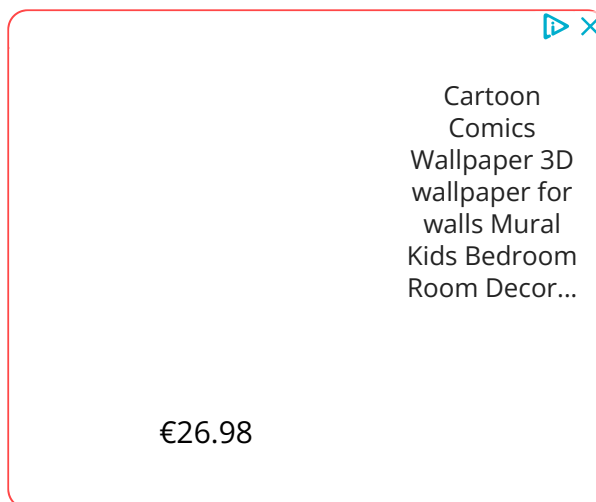 Cartoon
Comics
Wallpaper 3D
wallpaper for
walls Mural
Kids Bedroom
Room Decor...
€26.98